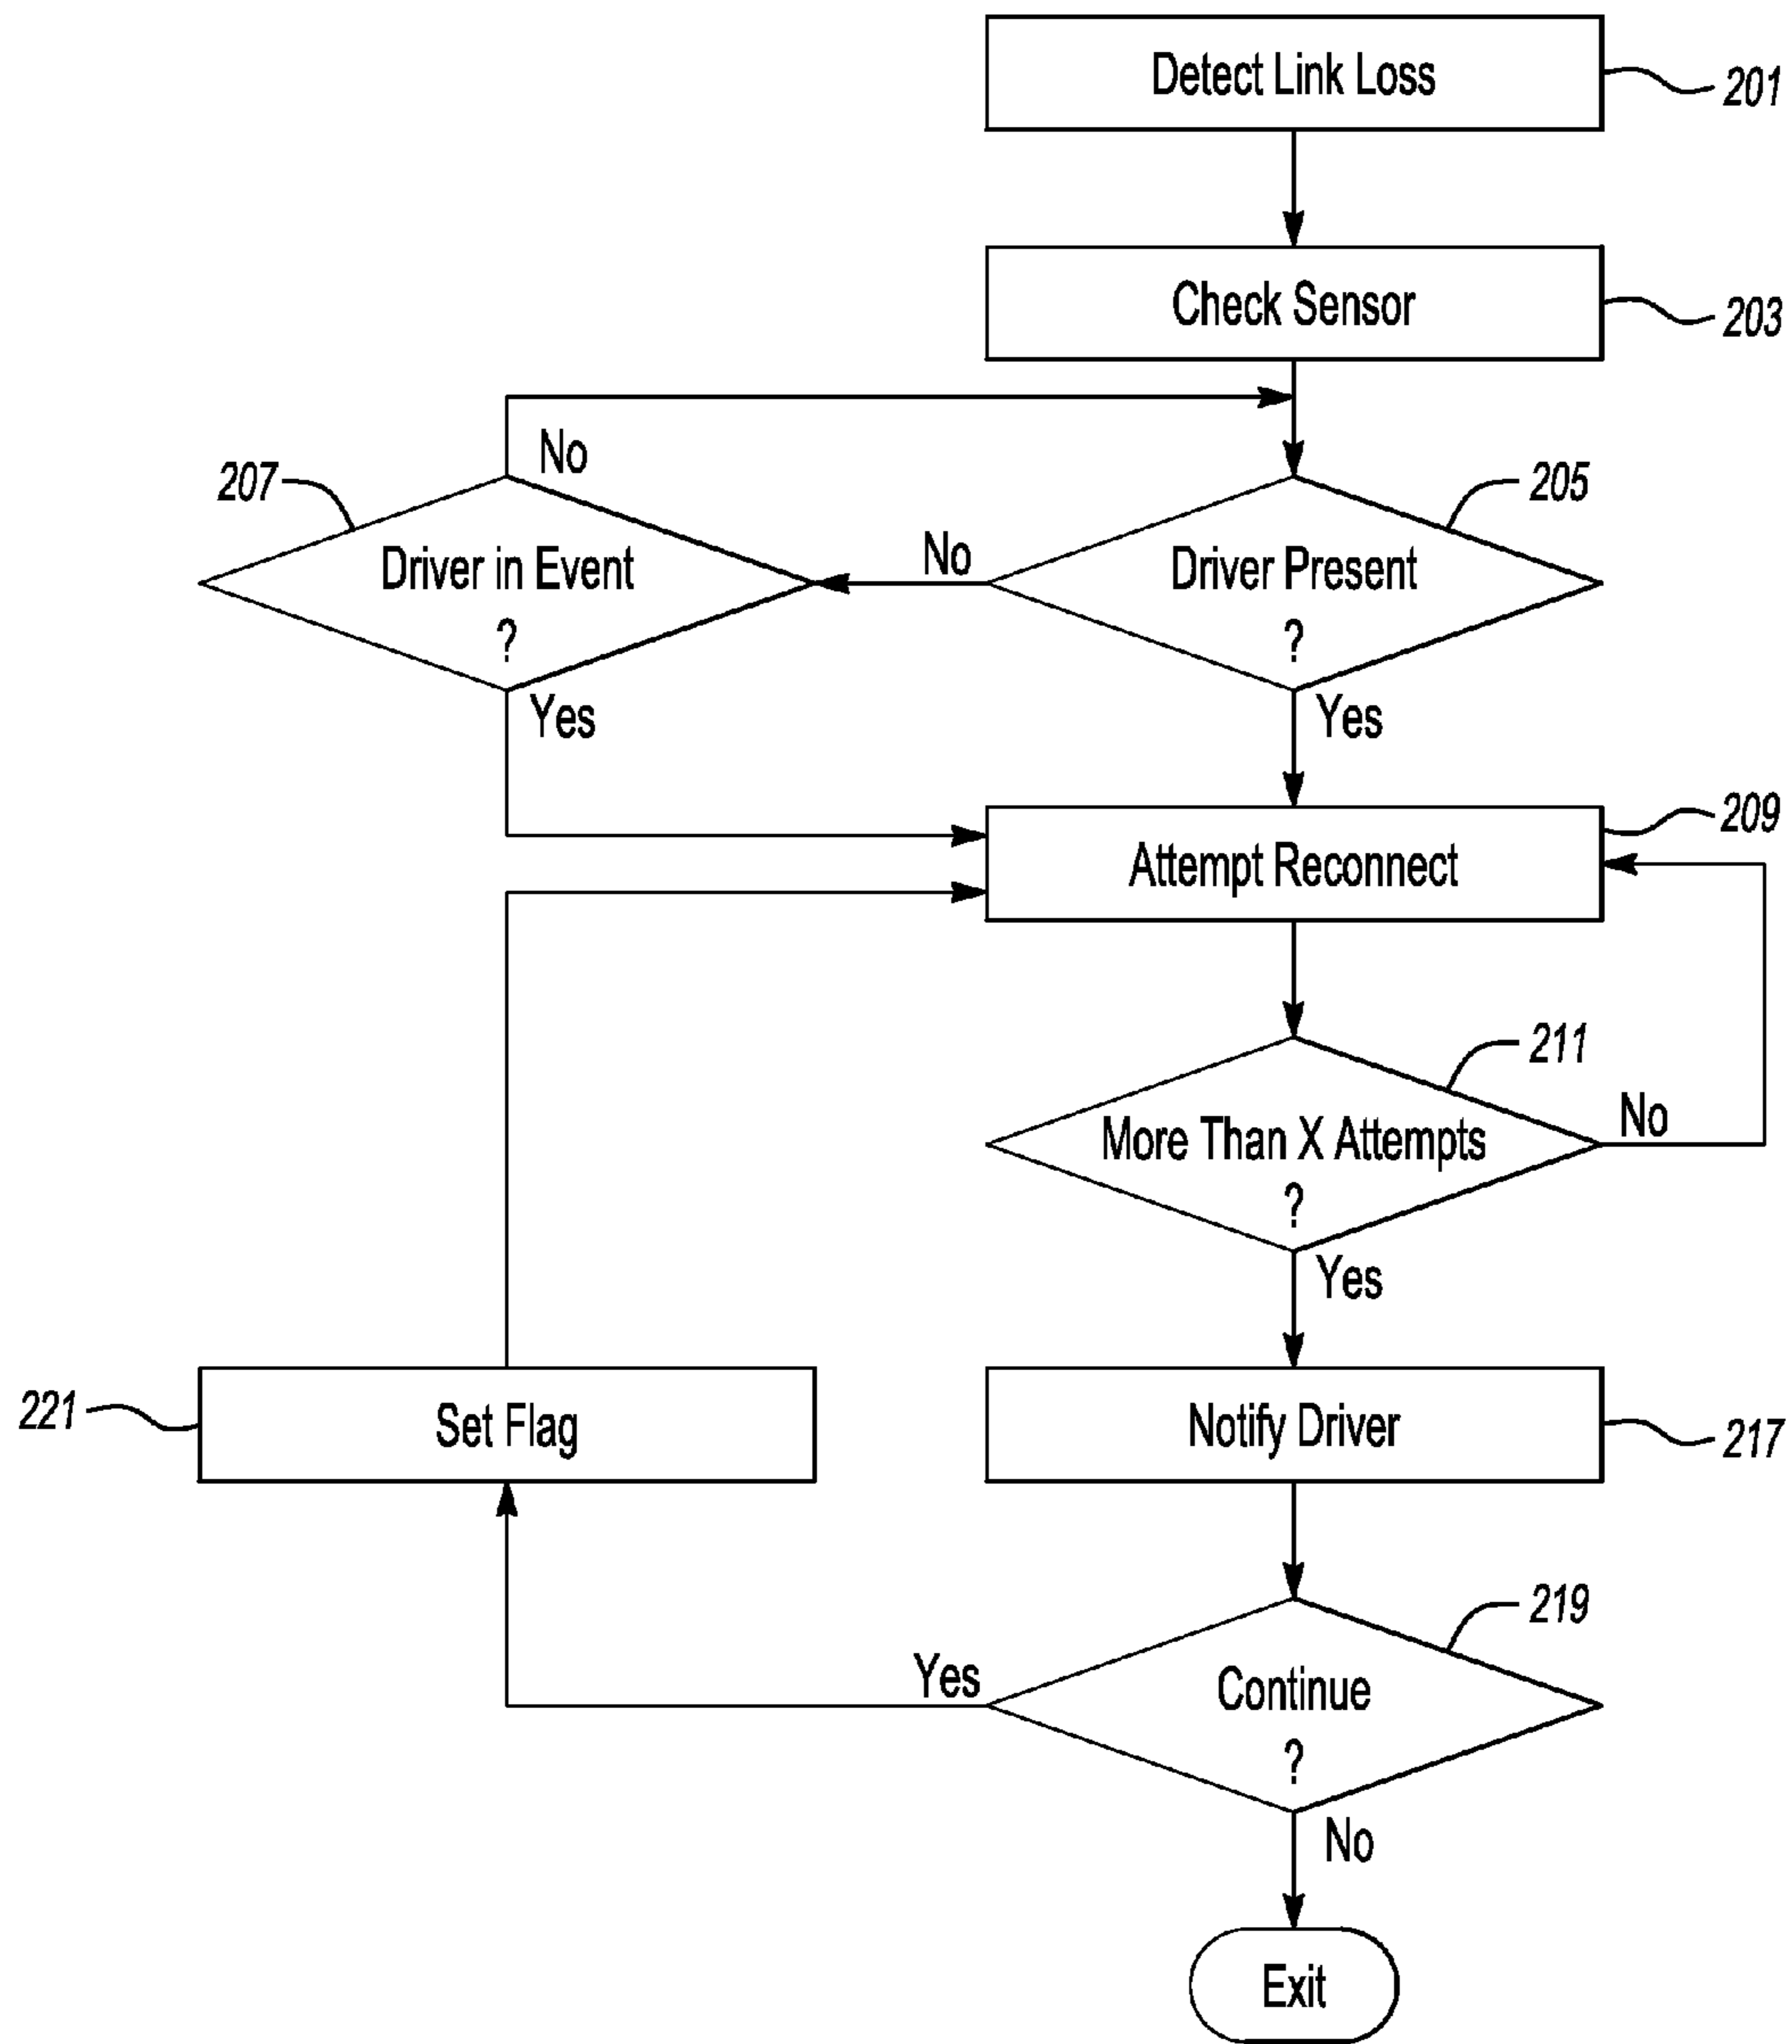 Detect Link Loss
201
Check Sensor
203
No
207
205
Driver in Event
?
No
Driver Present
?
Yes
Yes
209
Attempt Reconnect
211
More Than X Attempts
?
No
Yes
221
Set Flag
Notify Driver
217
219
Yes
Continue
?
No
Exit